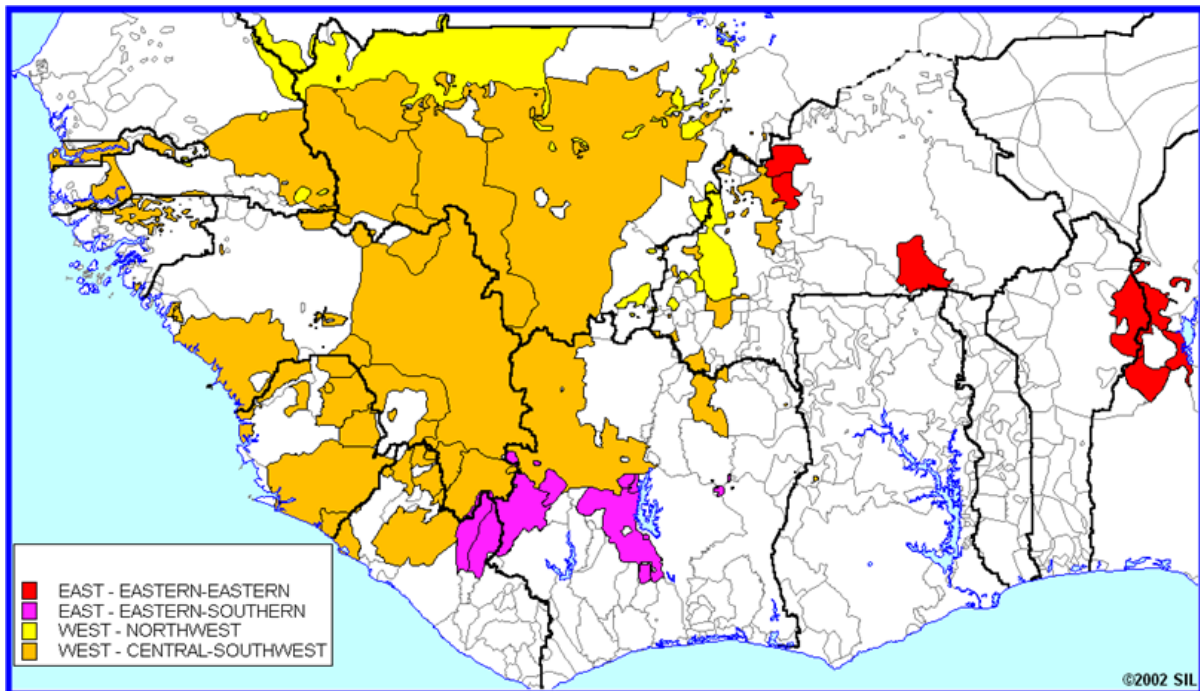 EAST - EASTERN-EASTERN
EAST - EASTERN-SOUTHERN
WEST - NORTHWEST
WEST - CENTRAL-SOUTHWEST
©2002 SIL